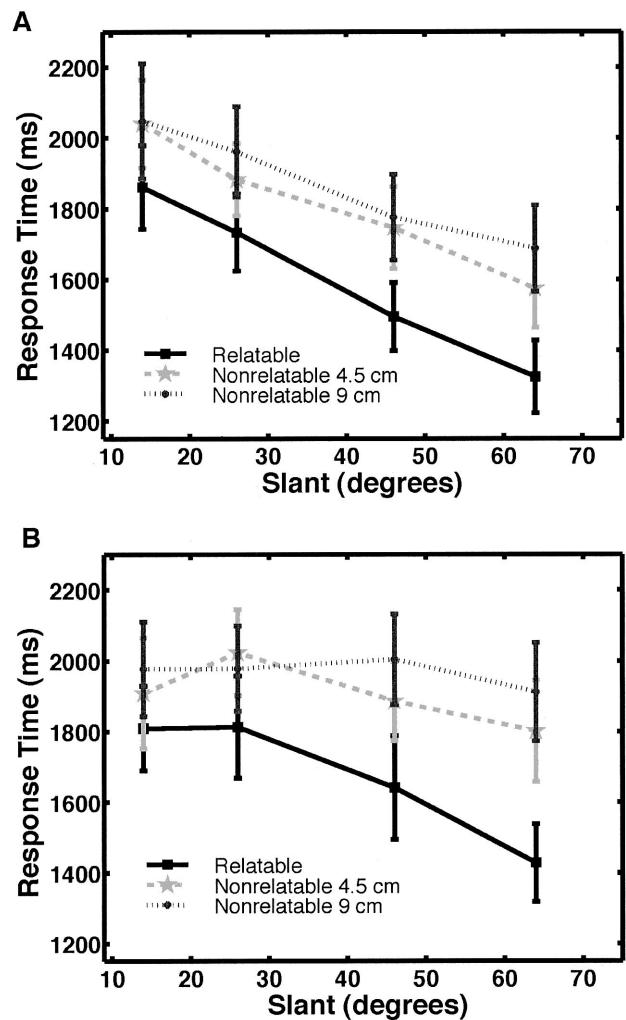 A
2200
2000
1800
1600
1400
1200
Response Time (ms)
Relatable
Nonrelatable 4.5 cm
Nonrelatable 9 cm
10 20 30 40 50 60 70
Slant (degrees)
B
2200
2000
1800
1600
1400
1200
Response Time (ms)
Relatable
Nonrelatable 4.5 cm
Nonrelatable 9 cm
10 20 30 40 50 60 70
Slant (degrees)